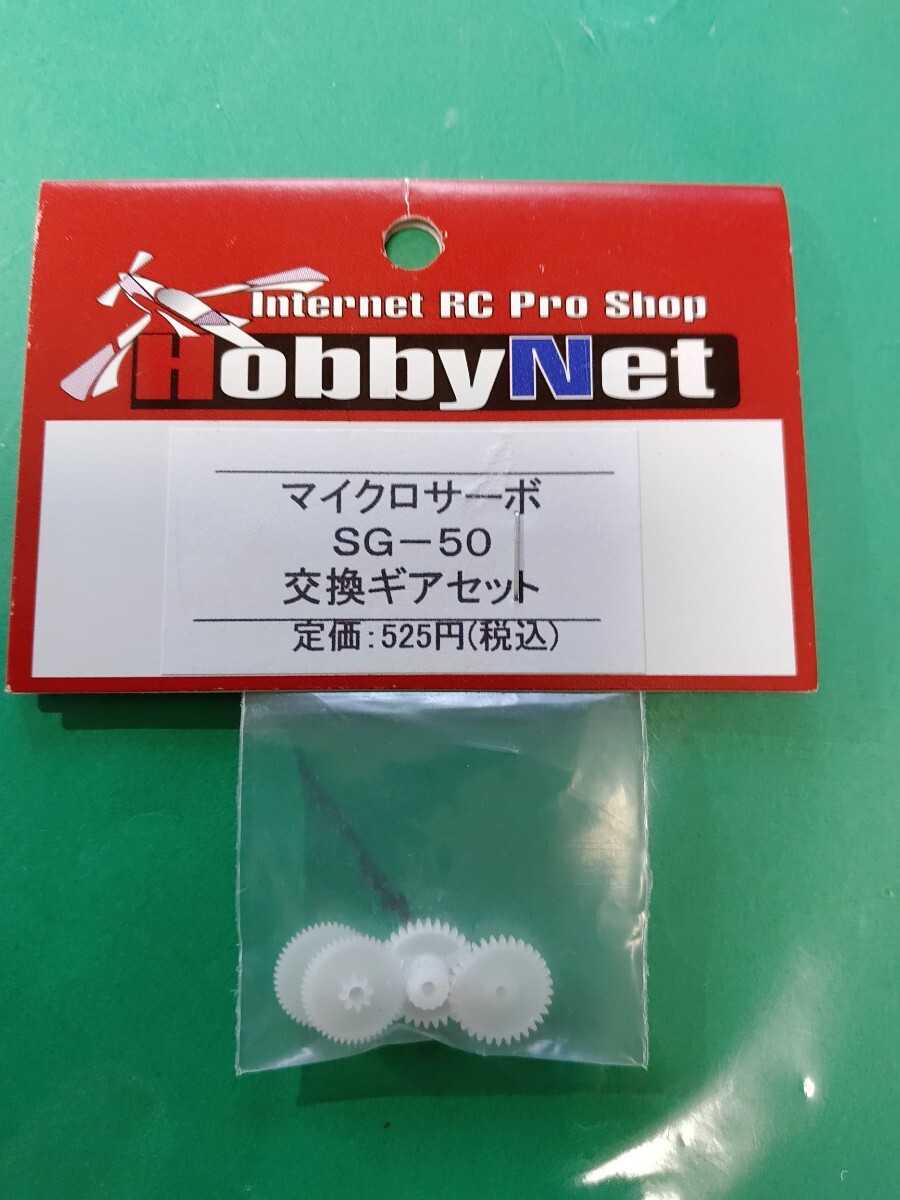 Internet RC Pro Shop
HobbyNet
マイクロサーボ
SG-50
交換ギアセット
定価:525円(税込)